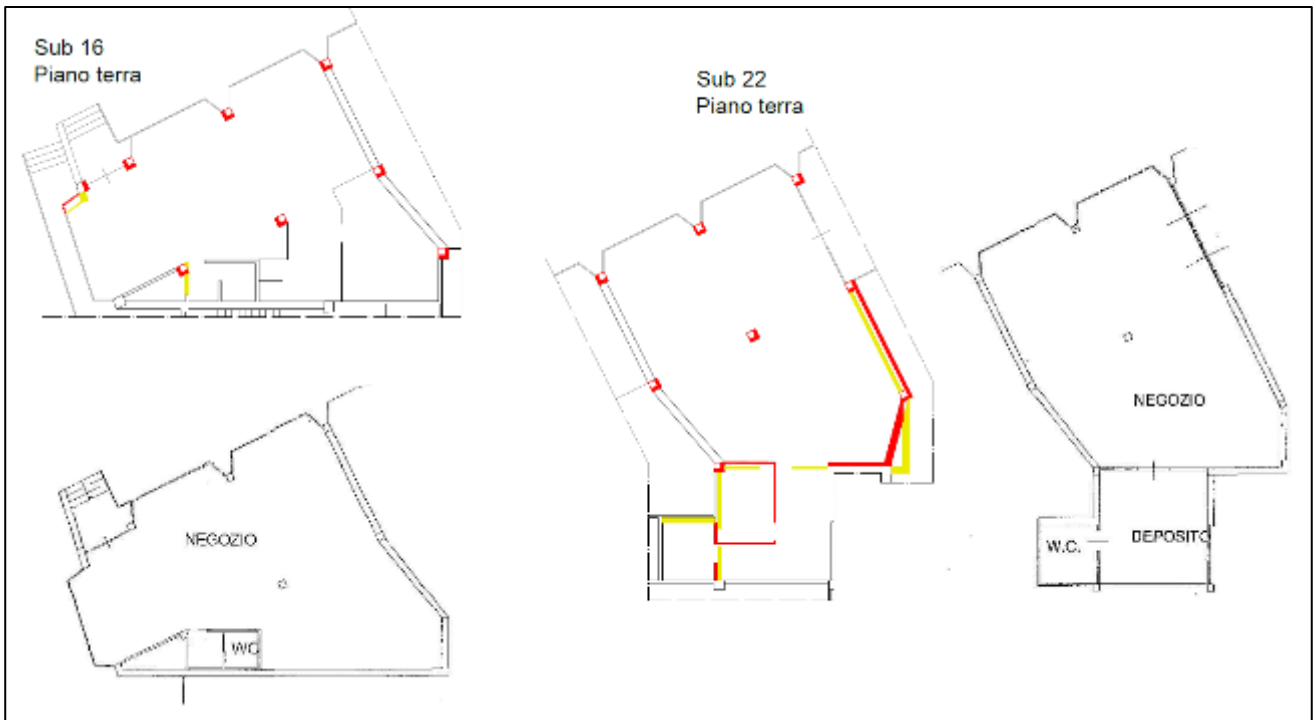 Sub 16
Piano terra
Sub 22
Piano terra
NEGOZIO
WC
NEGOZIO
W.C.
DEPOSITO